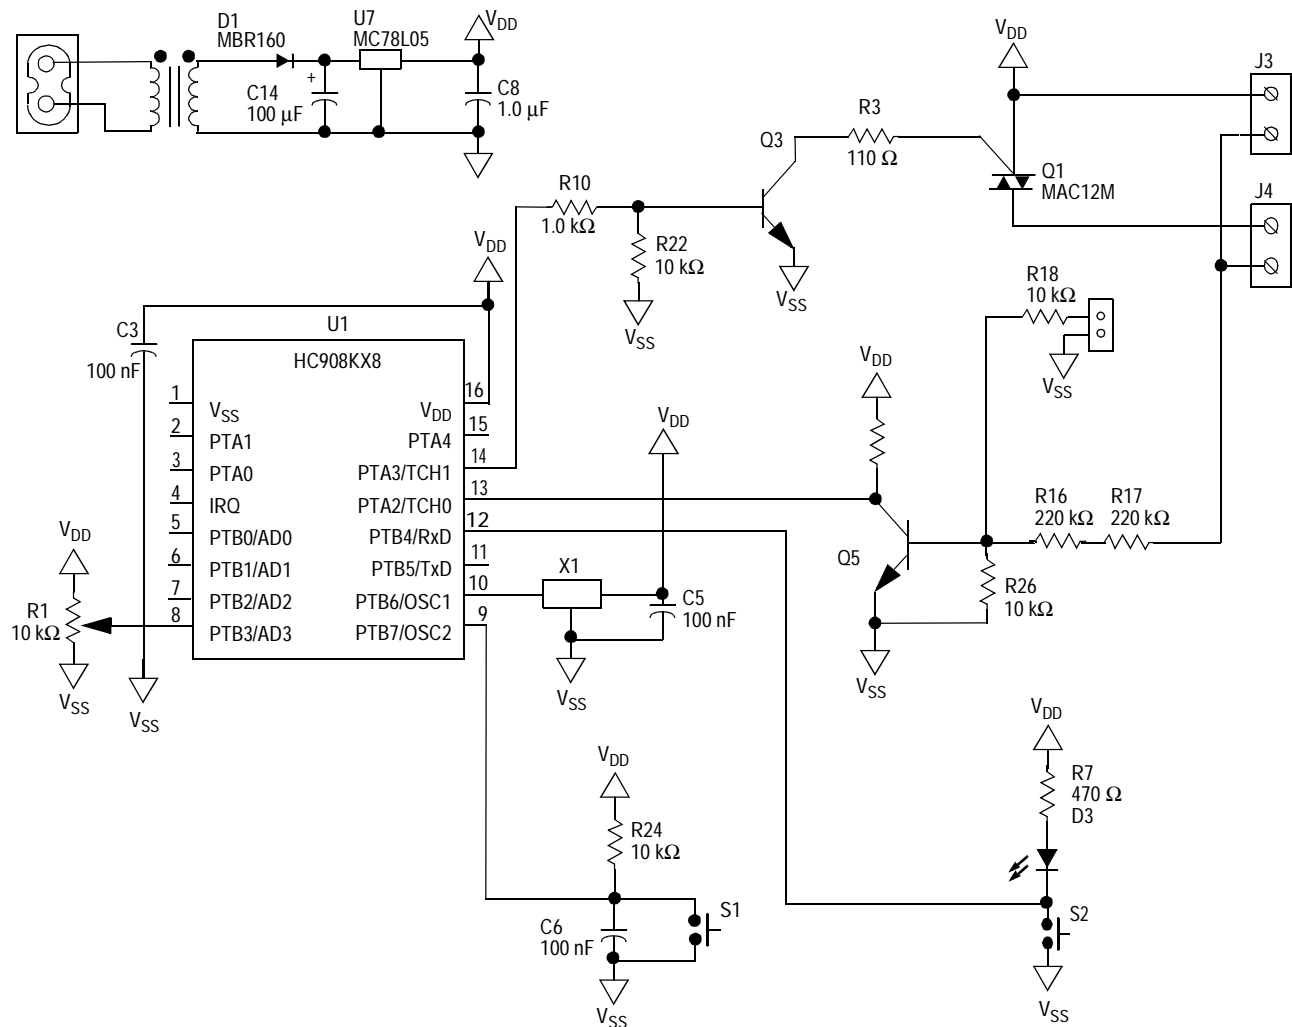 D1
MBR160
U7
MC78L05
VDD
+
C14
100 µF
C8
1.0 µF
VDD
J3
R3
110 Ω
Q3
Q1
MAC12M
J4
R10
1.0 kΩ
R22
10 kΩ
VSS
VSS
VDD
R18
10 kΩ
VSS
C3
100 nF
U1
HC908KX8
1
VSS
2
PTA1
3
PTA0
4
IRQ
5
PTB0/AD0
6
PTB1/AD1
7
PTB2/AD2
8
PTB3/AD3
16
VDD
15
PTA4
14
PTA3/TCH1
13
PTA2/TCH0
12
PTB4/RxD
11
PTB5/TxD
10
PTB6/OSC1
9
PTB7/OSC2
VDD
VDD
R16
220 kΩ
R17
220 kΩ
Q5
R26
10 kΩ
VSS
VDD
R1
10 kΩ
VSS
VSS
X1
C5
100 nF
VSS
VDD
R24
10 kΩ
C6
100 nF
S1
VSS
VDD
R7
470 Ω
D3
S2
VSS